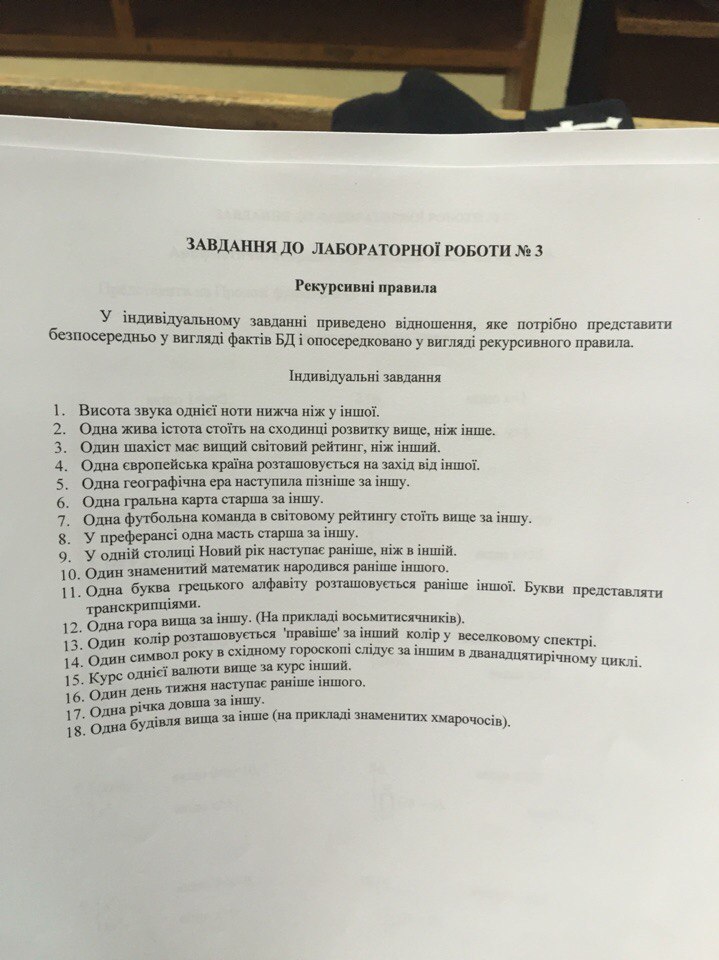 ЗАВДАННЯ ДО ЛАБОРАТОРНОЇ РОБОТИ № 3
Рекурсивні правила
У індивідуальному завданні приведено відношення, яке потрібно представити
безпосередньо у вигляді фактів БД і опосередковано у вигляді рекурсивного правила.
Індивідуальні завдання
1. Висота звука однієї ноти нижча ніж у іншої.
2. Одна жива істота стоїть на сходинці розвитку вище, ніж інше.
3. Один шахіст має вищий світовий рейтинг, ніж інший.
4. Одна європейська країна розташовується на захід від іншої.
5. Одна географічна ера наступила пізніше за іншу.
6. Одна гральна карта старша за іншу.
7. Одна футбольна команда в світовому рейтингу стоїть вище за іншу.
8. У преферансі одна масть старша за іншу.
9. У одній столиці Новий рік наступає раніше, ніж в іншій.
10. Один знаменитий математик народився раніше іншого.
11. Одна буква грецького алфавіту розташовується раніше іншої. Букви представляти
транскрипціями.
12. Одна гора вища за іншу. (На прикладі восьмитисячників).
13. Один колір розташовується 'правіше' за інший колір у веселковому спектрі.
14. Один символ року в східному гороскопі слідує за іншим в дванадцятирічному циклі.
15. Курс однієї валюти вище за курс інший.
16. Один день тижня наступає раніше іншого.
17. Одна річка довша за іншу.
18. Одна будівля вища за інше (на прикладі знаменитих хмарочосів).